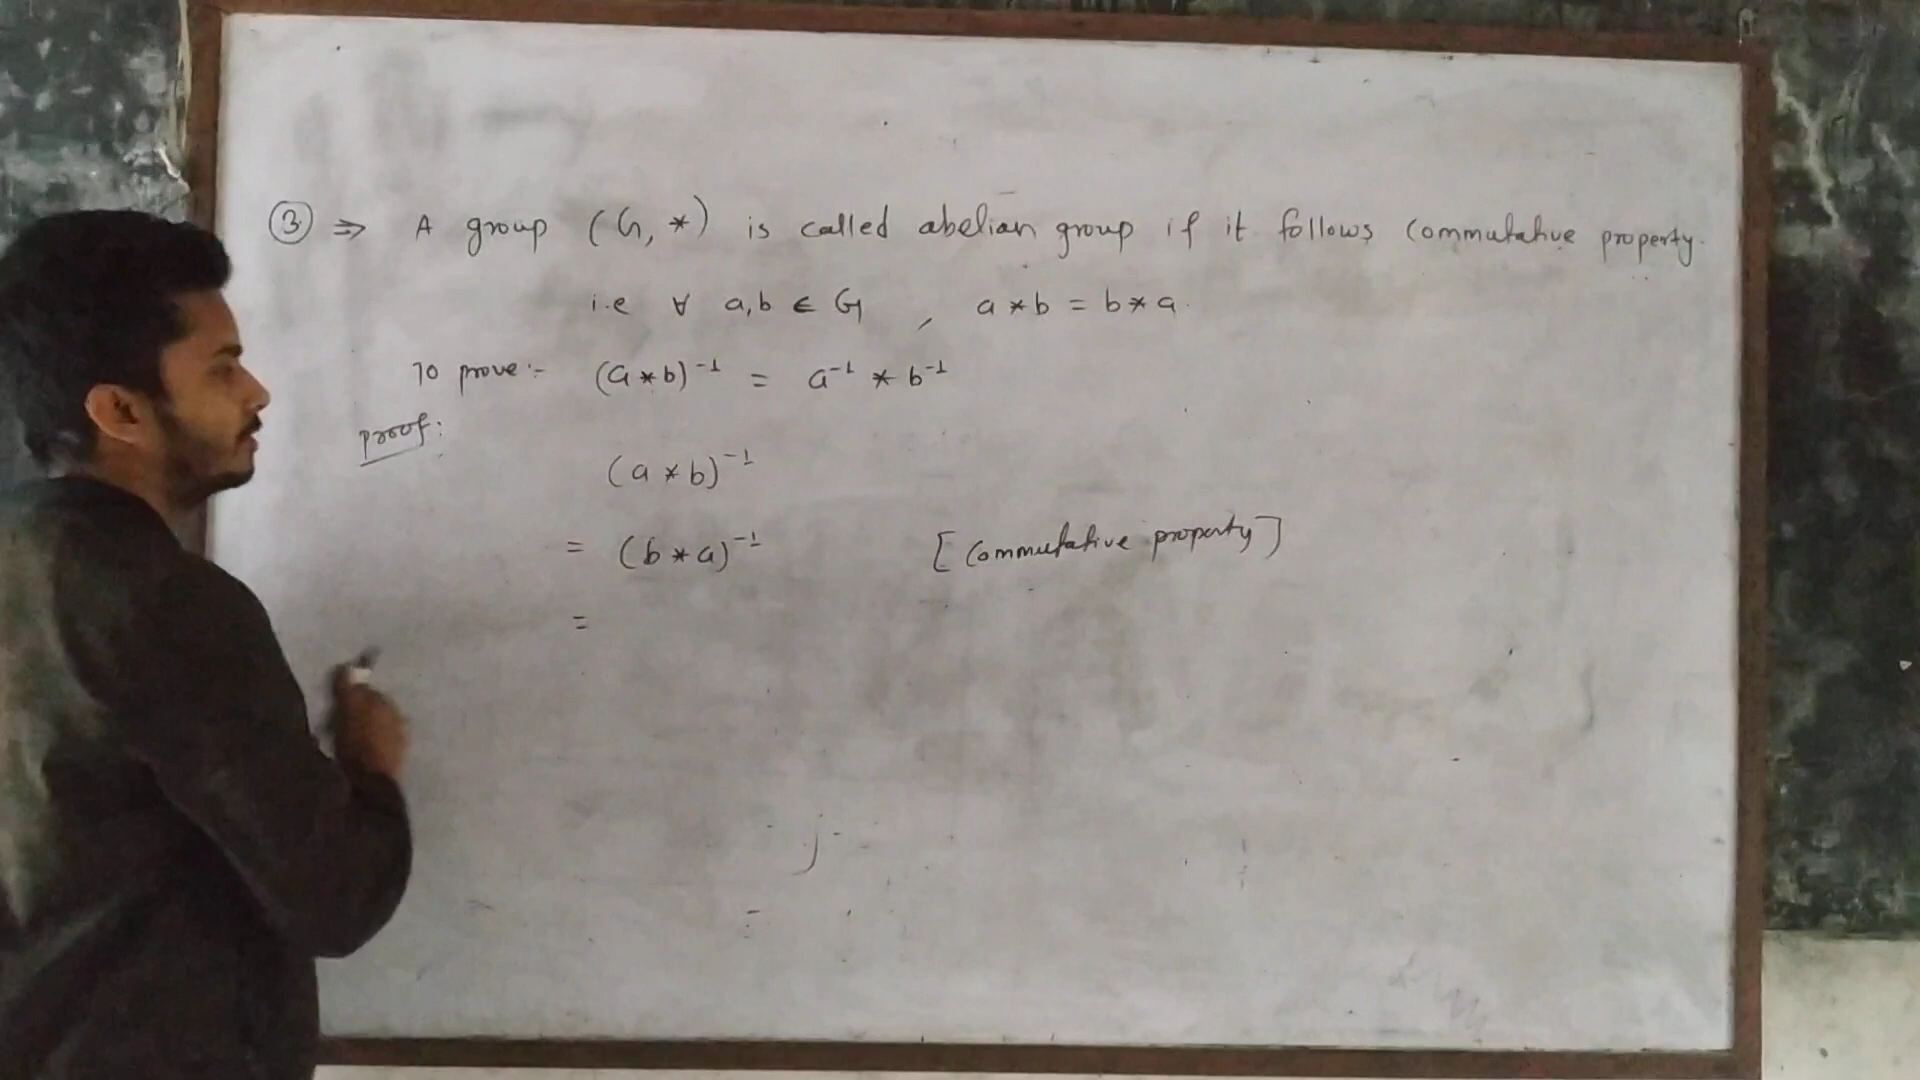 ③ ⇒ A group (G, *) is called abelian group if it follows commutative property.
i.e ∀ a,b ∈ G , a * b = b * a.
To prove :- (a * b)⁻¹ = a⁻¹ * b⁻¹
Proof:
(a * b)⁻¹
= (b * a)⁻¹ [commutative property]
=